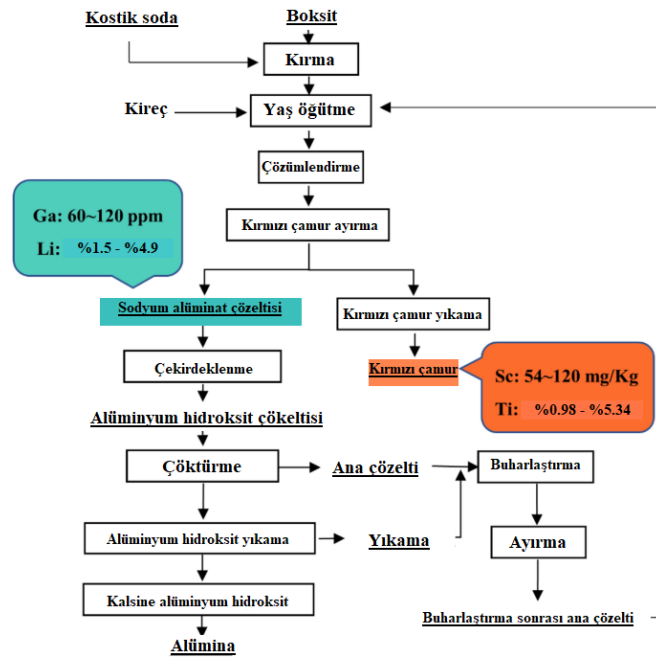 Kostik soda
Boksit
Kırma
Kireç
Yaş öğütme
Çözümlendirme
Ga: 60~120 ppm
Li: %1.5 - %4.9
Kırmızı çamur ayırma
Sodyum alüminat çözeltisi
Kırmızı çamur yıkama
Çekirdeklenme
Kırmızı çamur
Sc: 54~120 mg/Kg
Ti: %0.98 - %5.34
Alüminyum hidroksit çökeltisi
Çöktürme
Ana çözelti
Buharlaştırma
Alüminyum hidroksit yıkama
Yıkama
Ayırma
Kalsine alüminyum hidroksit
Buharlaştırma sonrası ana çözelti
Alümina